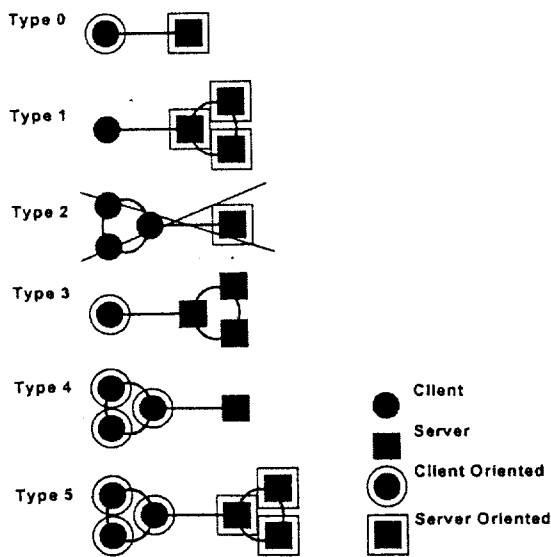 Type 0
Type 1
Type 2
Type 3
Type 4
Type 5
Client
Server
Client Oriented
Server Oriented